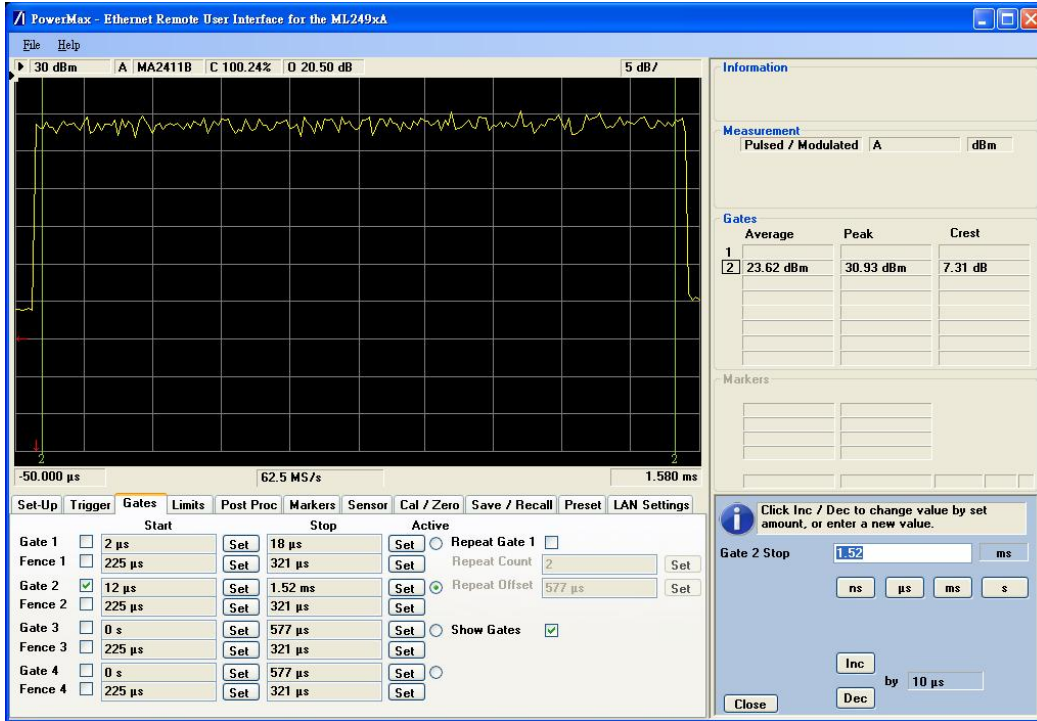 PowerMax - Ethernet Remote User Interface for the ML249xA
File Help
30 dBm A MA2411B C 100.24% O 20.50 dB 5 dB/
2 2
-50.000 µs 62.5 MS/s 1.580 ms
Set-Up Trigger Gates Limits Post Proc Markers Sensor Cal / Zero Save / Recall Preset LAN Settings
Start Stop Active
Gate 1 2 µs Set 18 µs Set Repeat Gate 1
Fence 1 225 µs Set 321 µs Set Repeat Count 2 Set
Gate 2 12 µs Set 1.52 ms Set Repeat Offset 577 µs Set
Fence 2 225 µs Set 321 µs Set
Gate 3 0 s Set 577 µs Set Show Gates
Fence 3 225 µs Set 321 µs Set
Gate 4 0 s Set 577 µs Set
Fence 4 225 µs Set 321 µs Set
Information
Measurement
Pulsed / Modulated A dBm
Gates
Average Peak Crest
1
2 23.62 dBm 30.93 dBm 7.31 dB
Markers
Click Inc / Dec to change value by set
amount, or enter a new value.
Gate 2 Stop 1.52 ms
ns µs ms s
Inc
by 10 µs
Close Dec